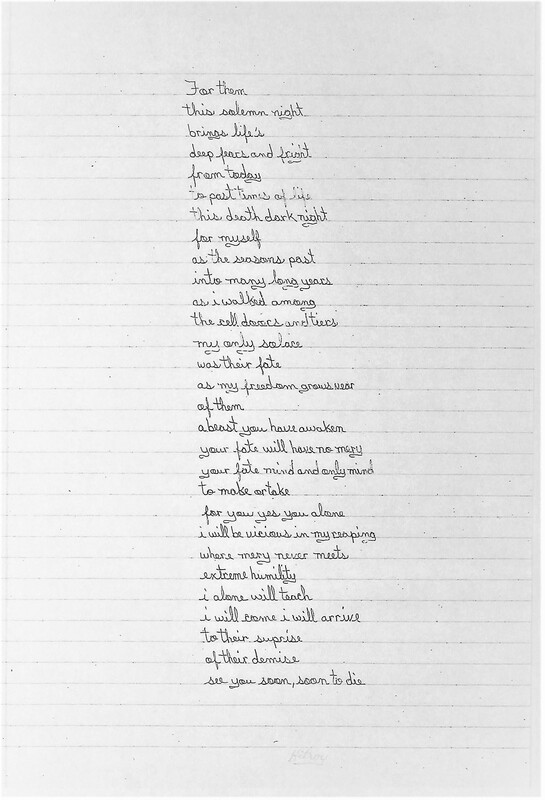 For them
this solemn night
brings life's
deep fears and fright
from today
to past times of life
this death dark night
for myself
as the seasons past
into many long years
as i walked among
the cell doors and tiers
my only solace
was their fate
as my freedom grows near
of them
a beast you have awaken
your fate will have no mery
your fate mind and only mind
to make or take
for you yes you alone
i will be vicious in my reaping
where mery never meets
extreme humility
i alone will teach
i will come i will arrive
to their suprise
of their demise
see you soon, soon to die